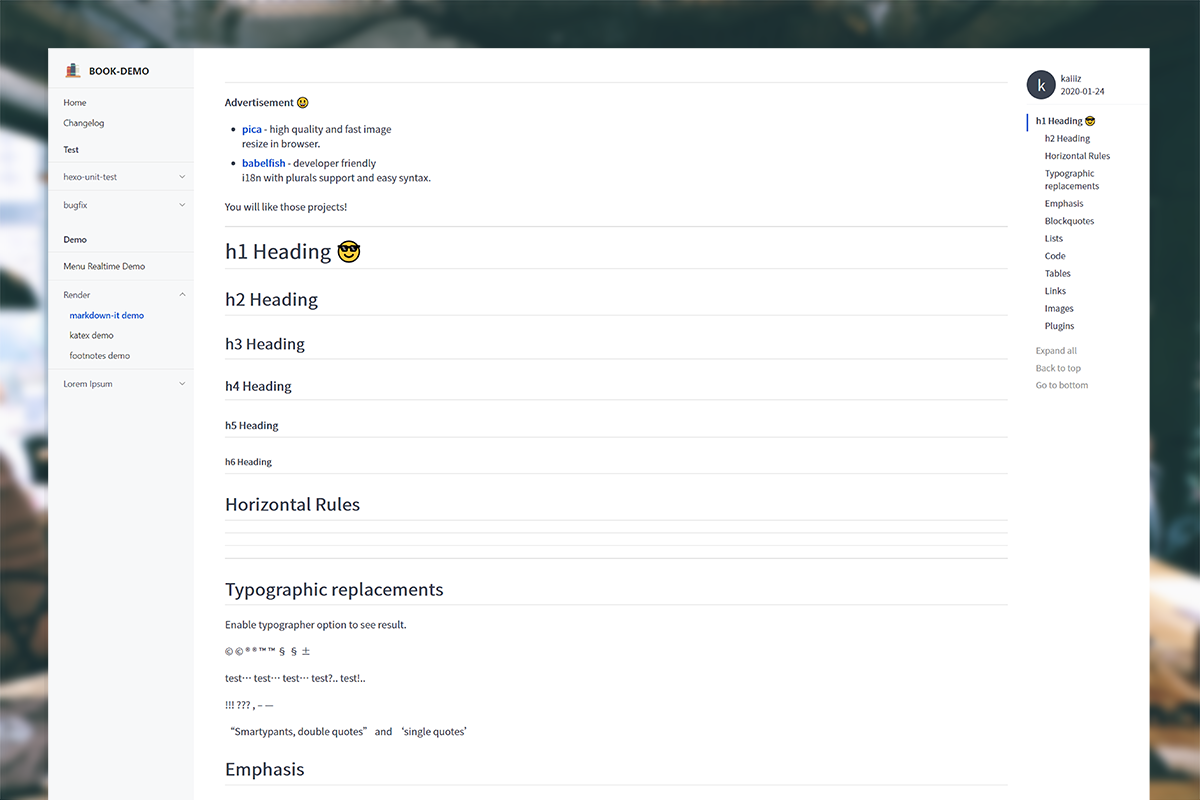 BOOK-DEMO
Home
Changelog
Test
hexo-unit-test
bugfix
Demo
Menu Realtime Demo
Render
markdown-it demo
katex demo
footnotes demo
Lorem Ipsum
Advertisement 😃
• pica - high quality and fast image
resize in browser.
• babelfish - developer friendly
i18n with plurals support and easy syntax.
You will like those projects!
h1 Heading 😎
h2 Heading
h3 Heading
h4 Heading
h5 Heading
h6 Heading
Horizontal Rules
Typographic replacements
Enable typographer option to see result.
©©®®™™ § § ±
test… test… test… test?.. test!..
!!! ??? , – —
“Smartypants, double quotes” and ‘single quotes’
Emphasis
k
kaliiz
2020-01-24
h1 Heading 😎
h2 Heading
Horizontal Rules
Typographic
replacements
Emphasis
Blockquotes
Lists
Code
Tables
Links
Images
Plugins
Expand all
Back to top
Go to bottom